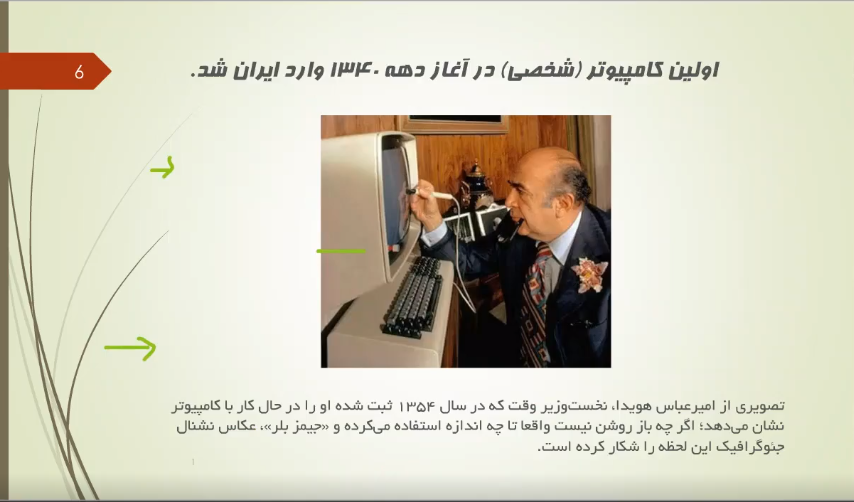 6
اولین کامپیوتر (شخصی) در آغاز دهه ۱۳۴۰ وارد ایران شد.
تصویری از امیرعباس هویدا، نخست‌وزیر وقت که در سال ۱۳۵۴ ثبت شده او را در حال کار با کامپیوتر
نشان می‌دهد؛ اگر چه باز روشن نیست واقعا تا چه اندازه استفاده می‌کرده و «جیمز بلر»، عکاس نشنال
جئوگرافیک این لحظه را شکار کرده است.